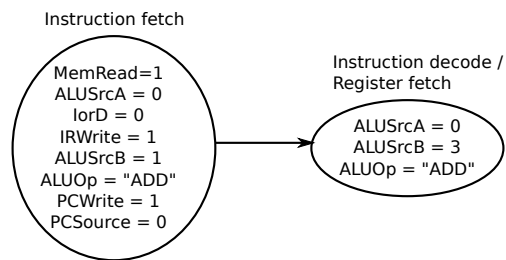 Instruction fetch
MemRead=1
ALUSrcA = 0
IorD = 0
IRWrite = 1
ALUSrcB = 1
ALUOp = "ADD"
PCWrite = 1
PCSource = 0
Instruction decode /
Register fetch
ALUSrcA = 0
ALUSrcB = 3
ALUOp = "ADD"